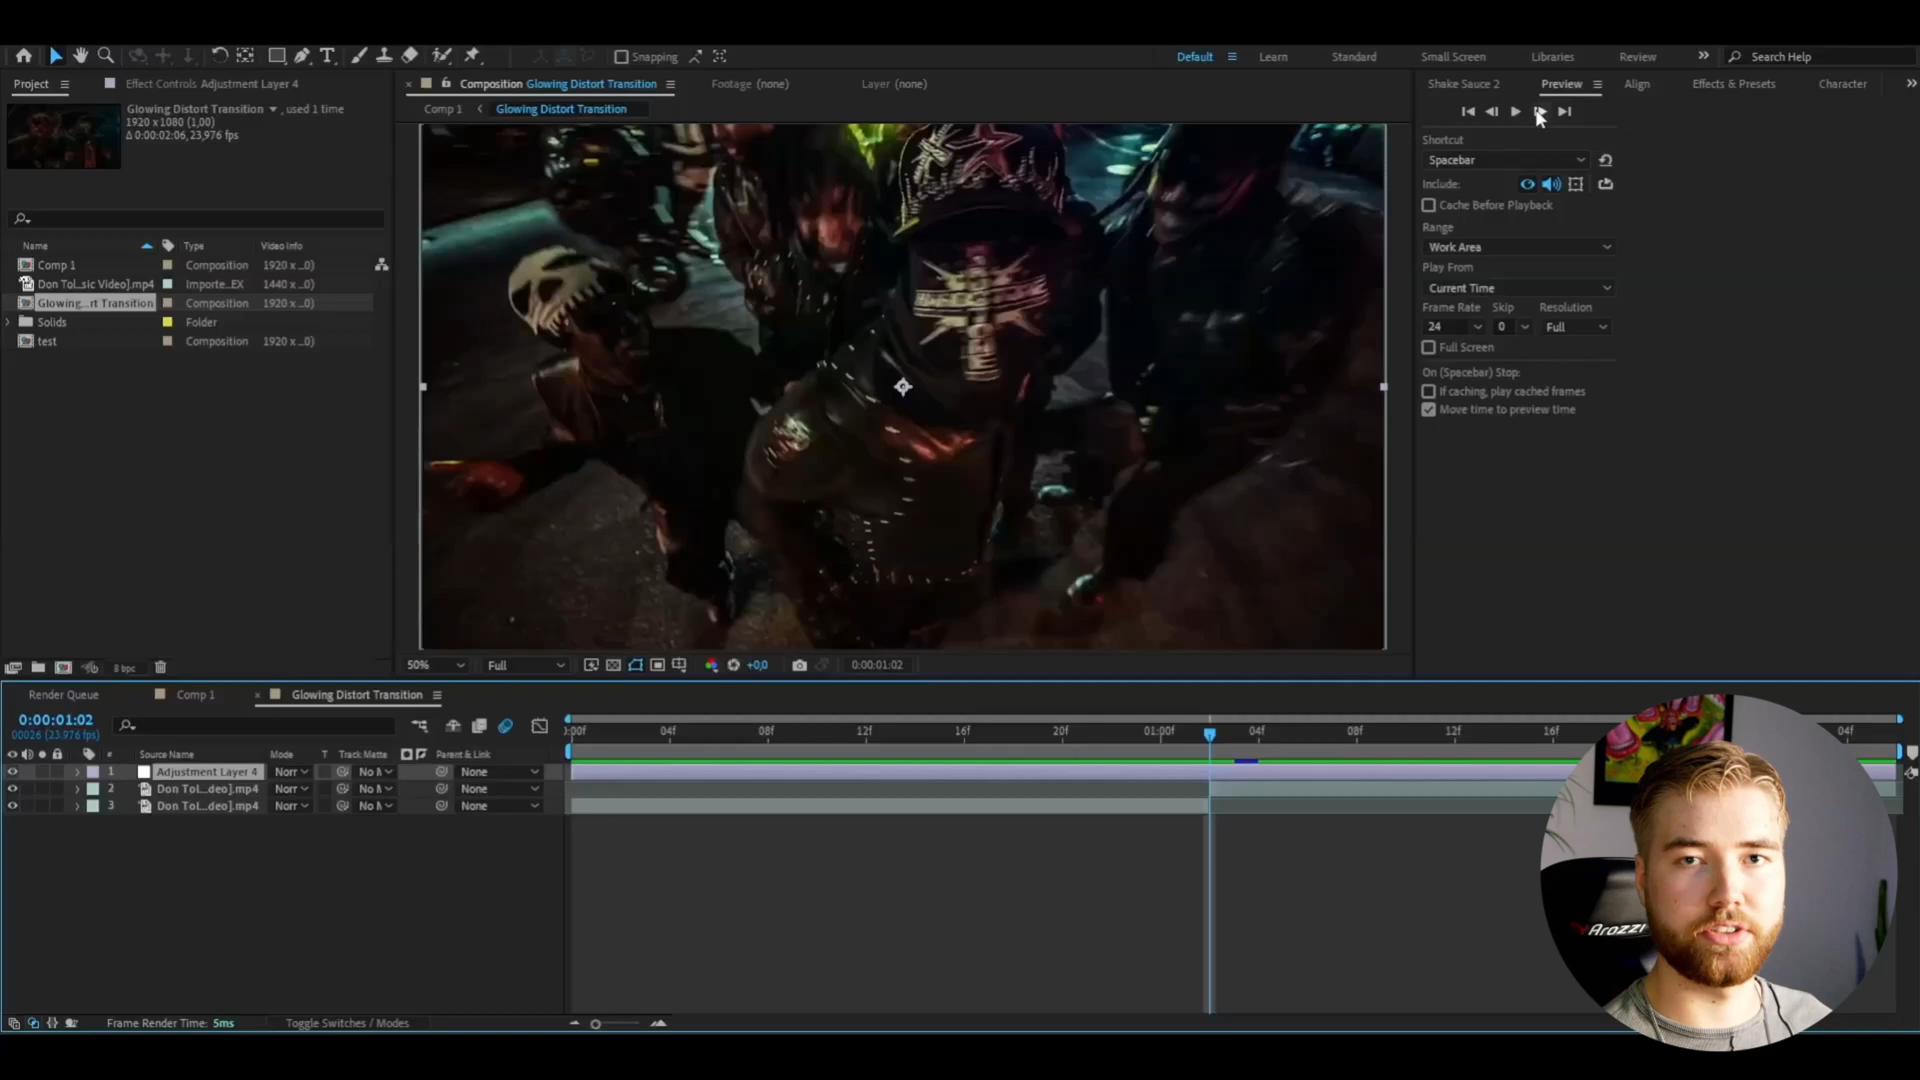 Snapping
Default
Learn
Standard
Small Screen
Libraries
Review
Search Help
Project
Effect Controls Adjustment Layer 4
Composition Glowing Distort Transition
Footage (none)
Layer (none)
Shake Sauce 2
Preview
Align
Effects & Presets
Character
Glowing Distort Transition , used 1 time
1920 x 1080 (1,00)
Δ 0:00:02:06, 23,976 fps
Comp 1
Glowing Distort Transition
Shortcut
Spacebar
Include:
Cache Before Playback
Range
Work Area
Play From
Current Time
Frame Rate Skip Resolution
24 0 Full
Full Screen
On (Spacebar) Stop:
If caching, play cached frames
Move time to preview time
Name Type Video Info
Comp 1 Composition 1920 x ...0)
Don Tol...sic Video].mp4 Importe...EX 1440 x ...0)
Glowing...rt Transition Composition 1920 x ...0)
Solids Folder
test Composition 1920 x ...0)
8 bpc
50%
Full
+0,0
0:00:01:02
Render Queue
Comp 1
Glowing Distort Transition
0:00:01:02
00026 (23.976 fps)
# Source Name Mode T Track Matte Parent & Link
1 Adjustment Layer 4 Norr No M None
2 Don Tol...deo].mp4 Norr No M None
3 Don Tol...deo].mp4 Norr No M None
):00f 04f 08f 12f 16f 20f 01:00f 04f 08f 12f 16f 04f
Arozzi
Frame Render Time: 5ms
Toggle Switches / Modes